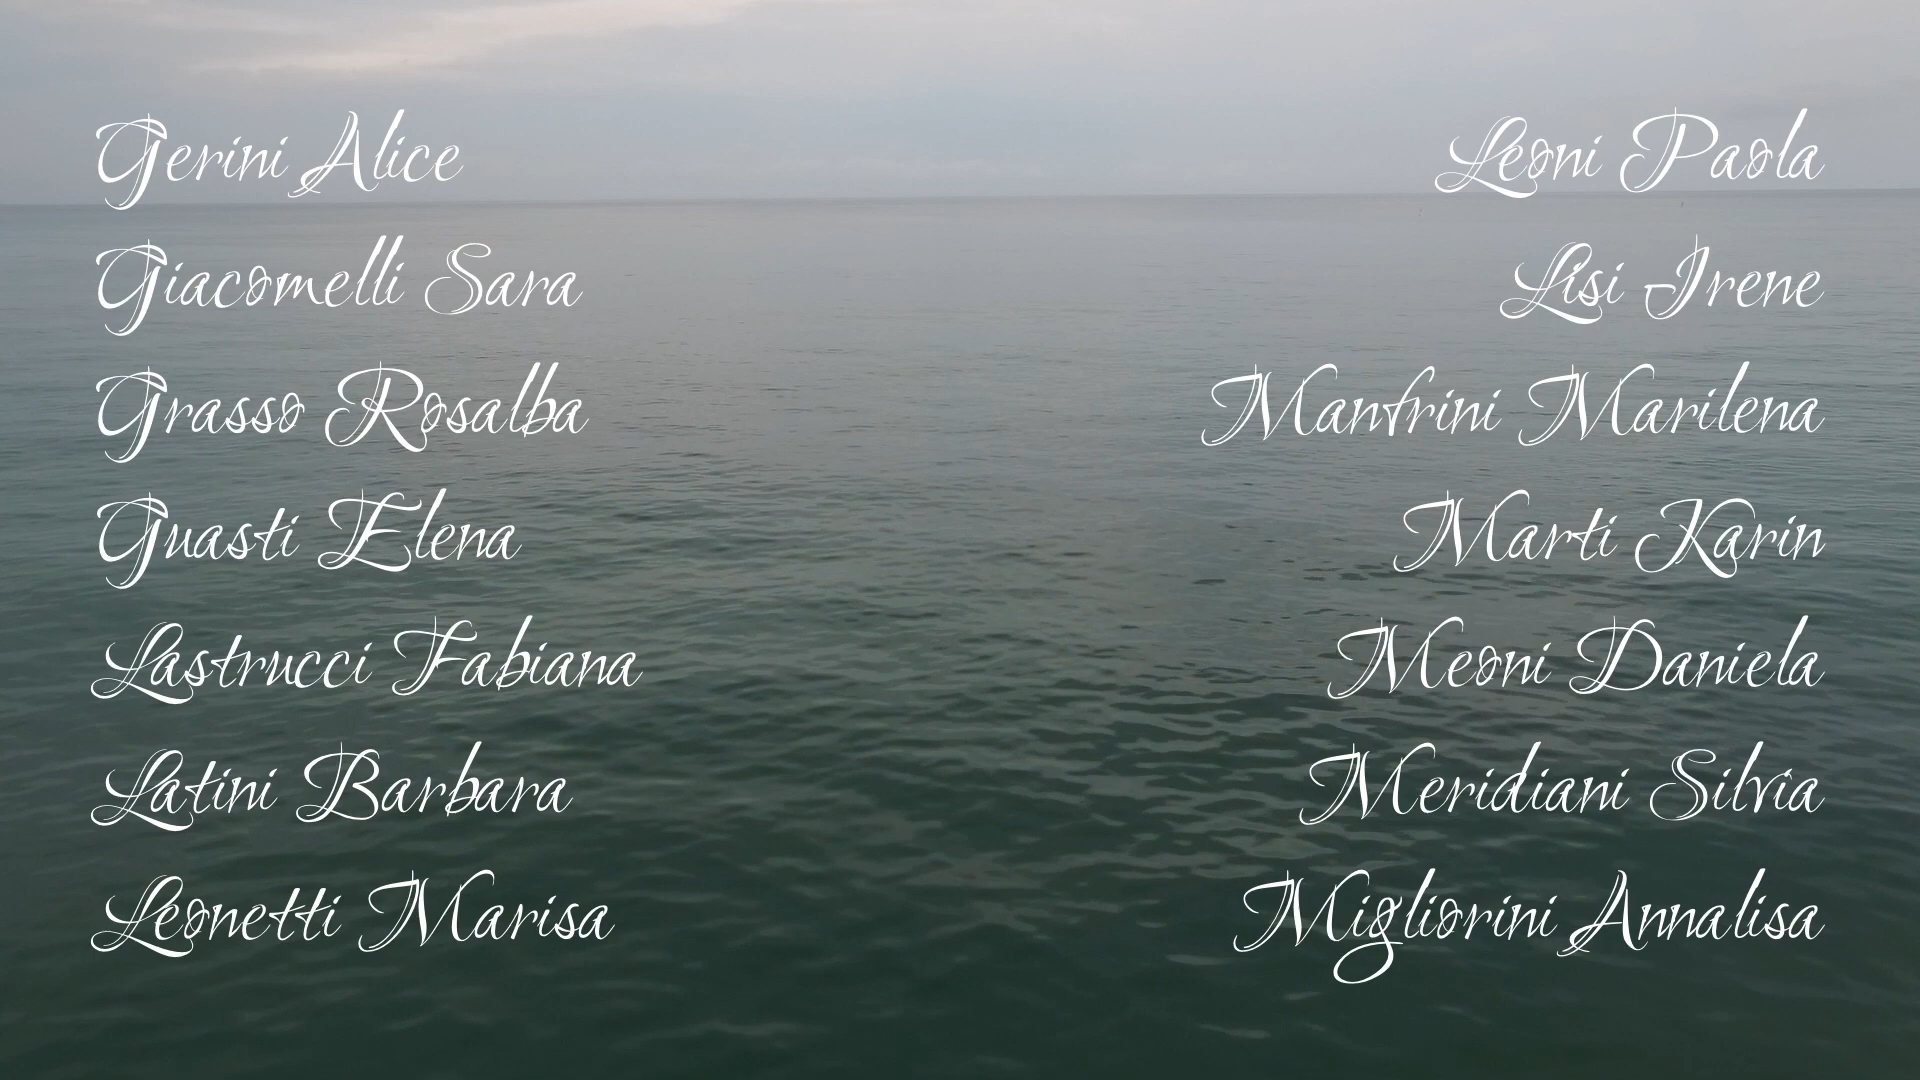 Gerini Alice
Giacomelli Sara
Grasso Rosalba
Guasti Elena
Lastrucci Fabiana
Latini Barbara
Leonetti Marisa
Leoni Paola
Lisi Irene
Manfrini Marilena
Marti Karin
Meoni Daniela
Meridiani Silvia
Migliorini Annalisa